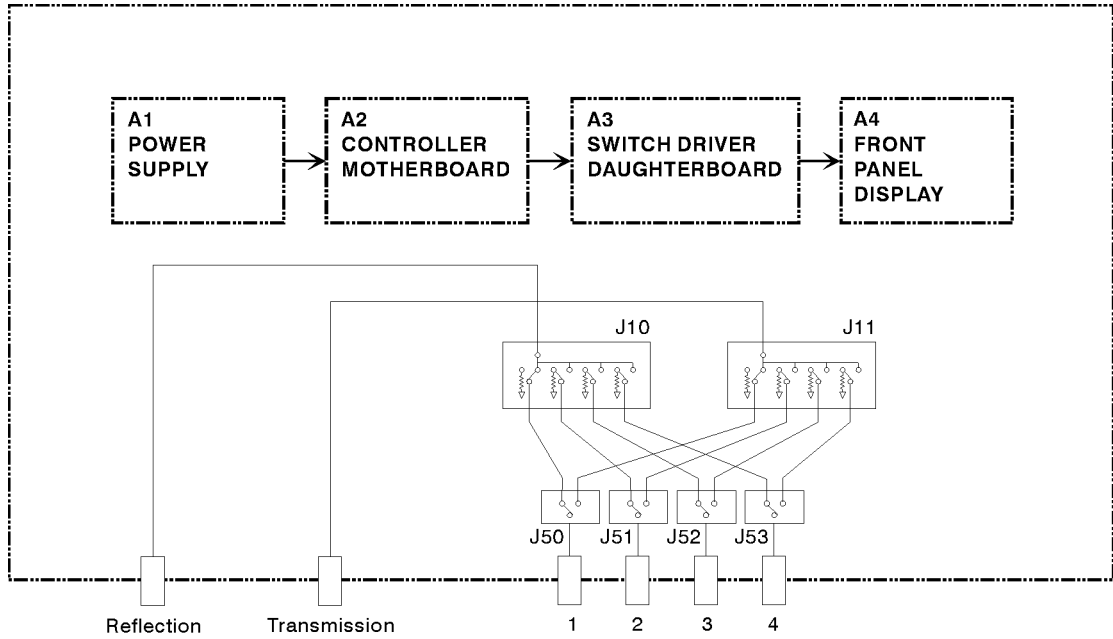 A1
POWER
SUPPLY
A2
CONTROLLER
MOTHERBOARD
A3
SWITCH DRIVER
DAUGHTERBOARD
A4
FRONT
PANEL
DISPLAY
J10
J11
J50
J51
J52
J53
Reflection
Transmission
1
2
3
4